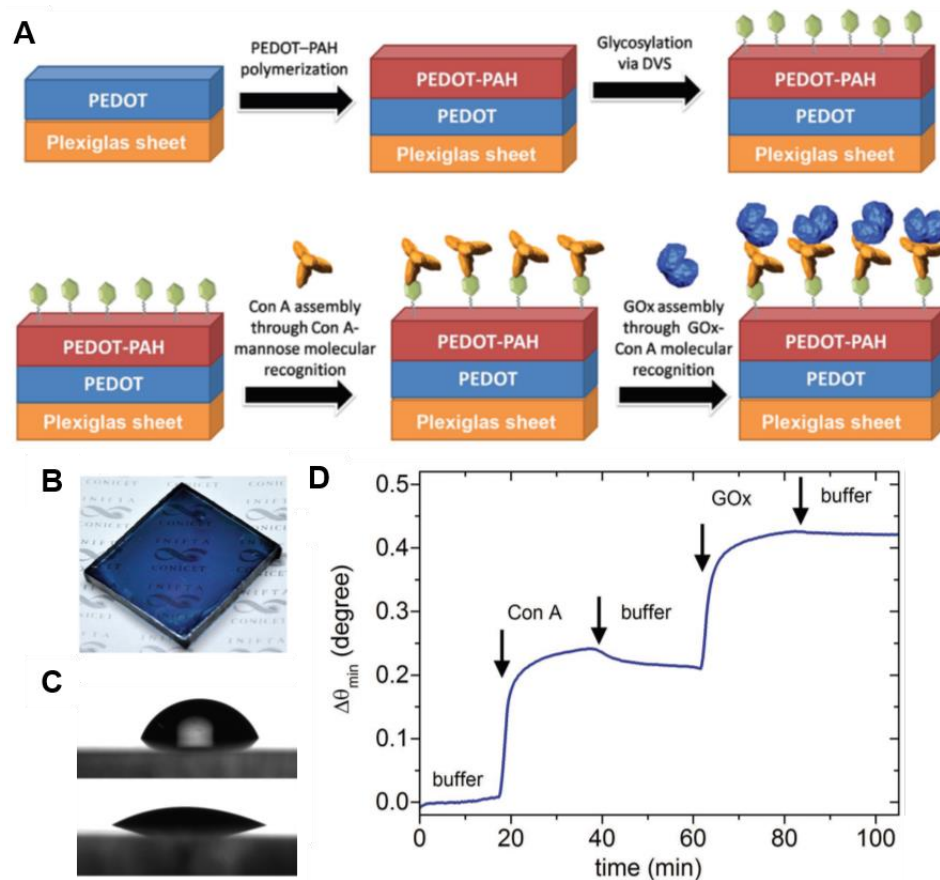 A
PEDOT–PAH
polymerization
Glycosylation
via DVS
PEDOT
Plexiglas sheet
PEDOT-PAH
PEDOT
Plexiglas sheet
PEDOT-PAH
PEDOT
Plexiglas sheet
PEDOT-PAH
PEDOT
Plexiglas sheet
Con A assembly
through Con A-
mannose molecular
recognition
PEDOT-PAH
PEDOT
Plexiglas sheet
GOx assembly
through GOx-
Con A molecular
recognition
PEDOT-PAH
PEDOT
Plexiglas sheet
B
CONICET
INIFTA
CONICET
INIFTA
C
D
Δθmin (degree)
0.5
0.4
0.3
0.2
0.1
0.0
buffer
Con A
buffer
GOx
buffer
0 20 40 60 80 100
time (min)